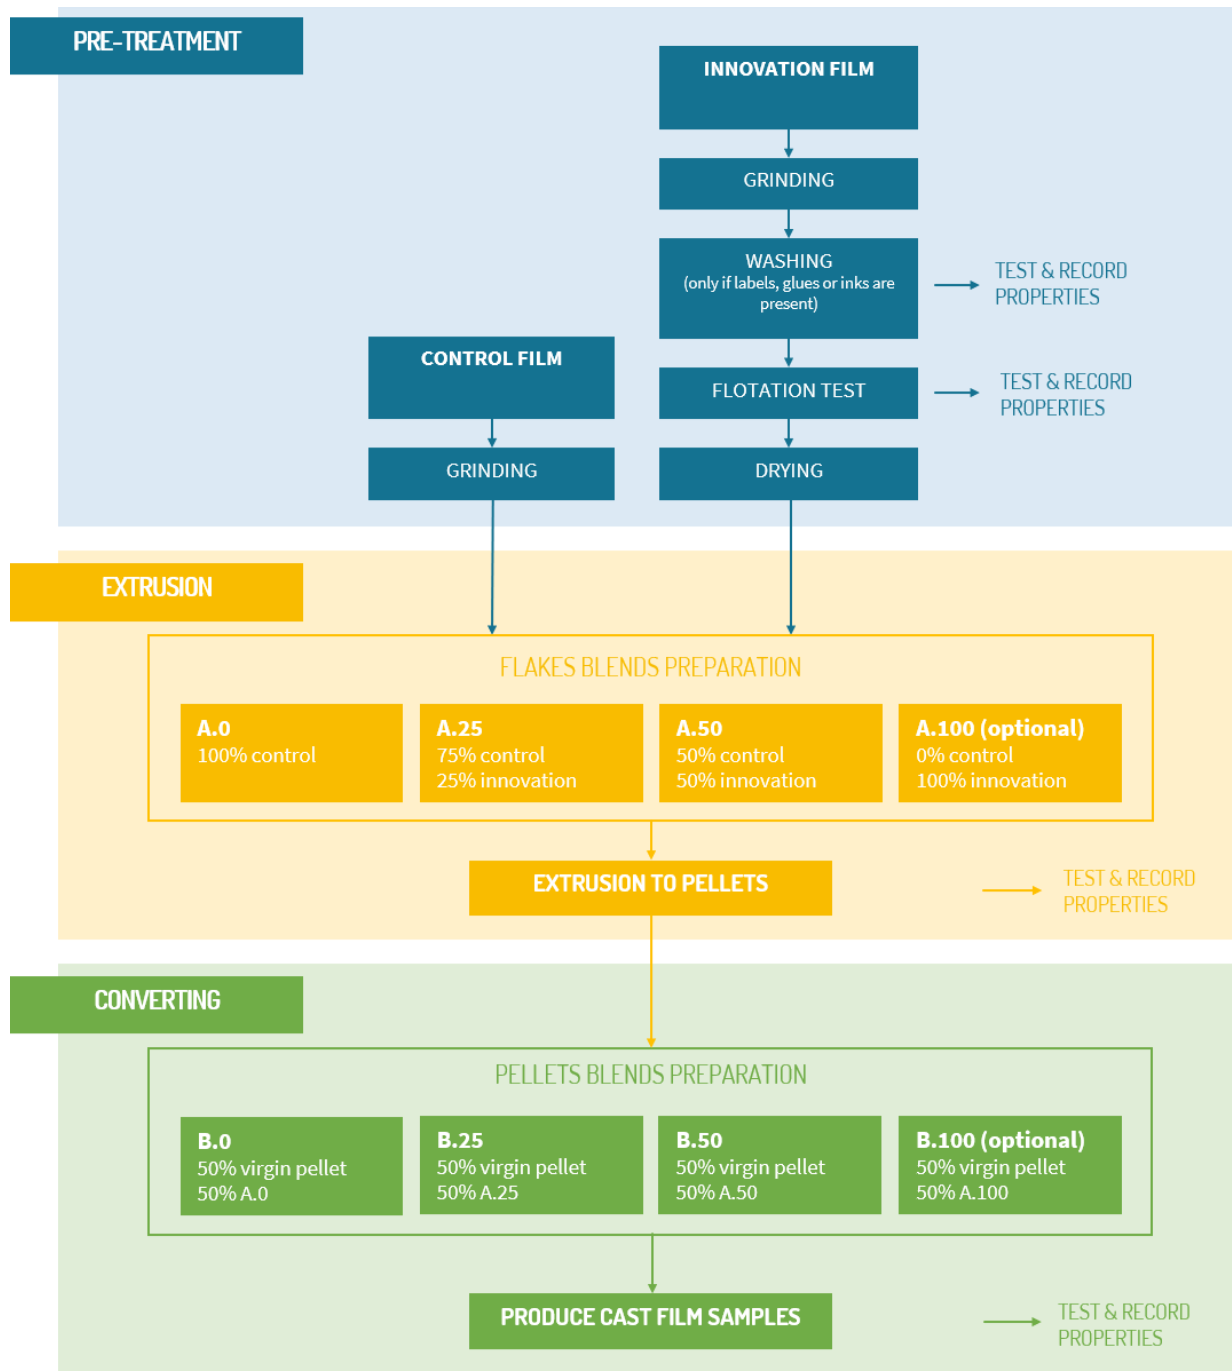 PRE-TREATMENT
INNOVATION FILM
GRINDING
WASHING
(only if labels, glues or inks are
present)
TEST & RECORD
PROPERTIES
CONTROL FILM
FLOTATION TEST
TEST & RECORD
PROPERTIES
GRINDING
DRYING
EXTRUSION
FLAKES BLENDS PREPARATION
A.0
100% control
A.25
75% control
25% innovation
A.50
50% control
50% innovation
A.100 (optional)
0% control
100% innovation
EXTRUSION TO PELLETS
TEST & RECORD
PROPERTIES
CONVERTING
PELLETS BLENDS PREPARATION
B.0
50% virgin pellet
50% A.0
B.25
50% virgin pellet
50% A.25
B.50
50% virgin pellet
50% A.50
B.100 (optional)
50% virgin pellet
50% A.100
PRODUCE CAST FILM SAMPLES
TEST & RECORD
PROPERTIES